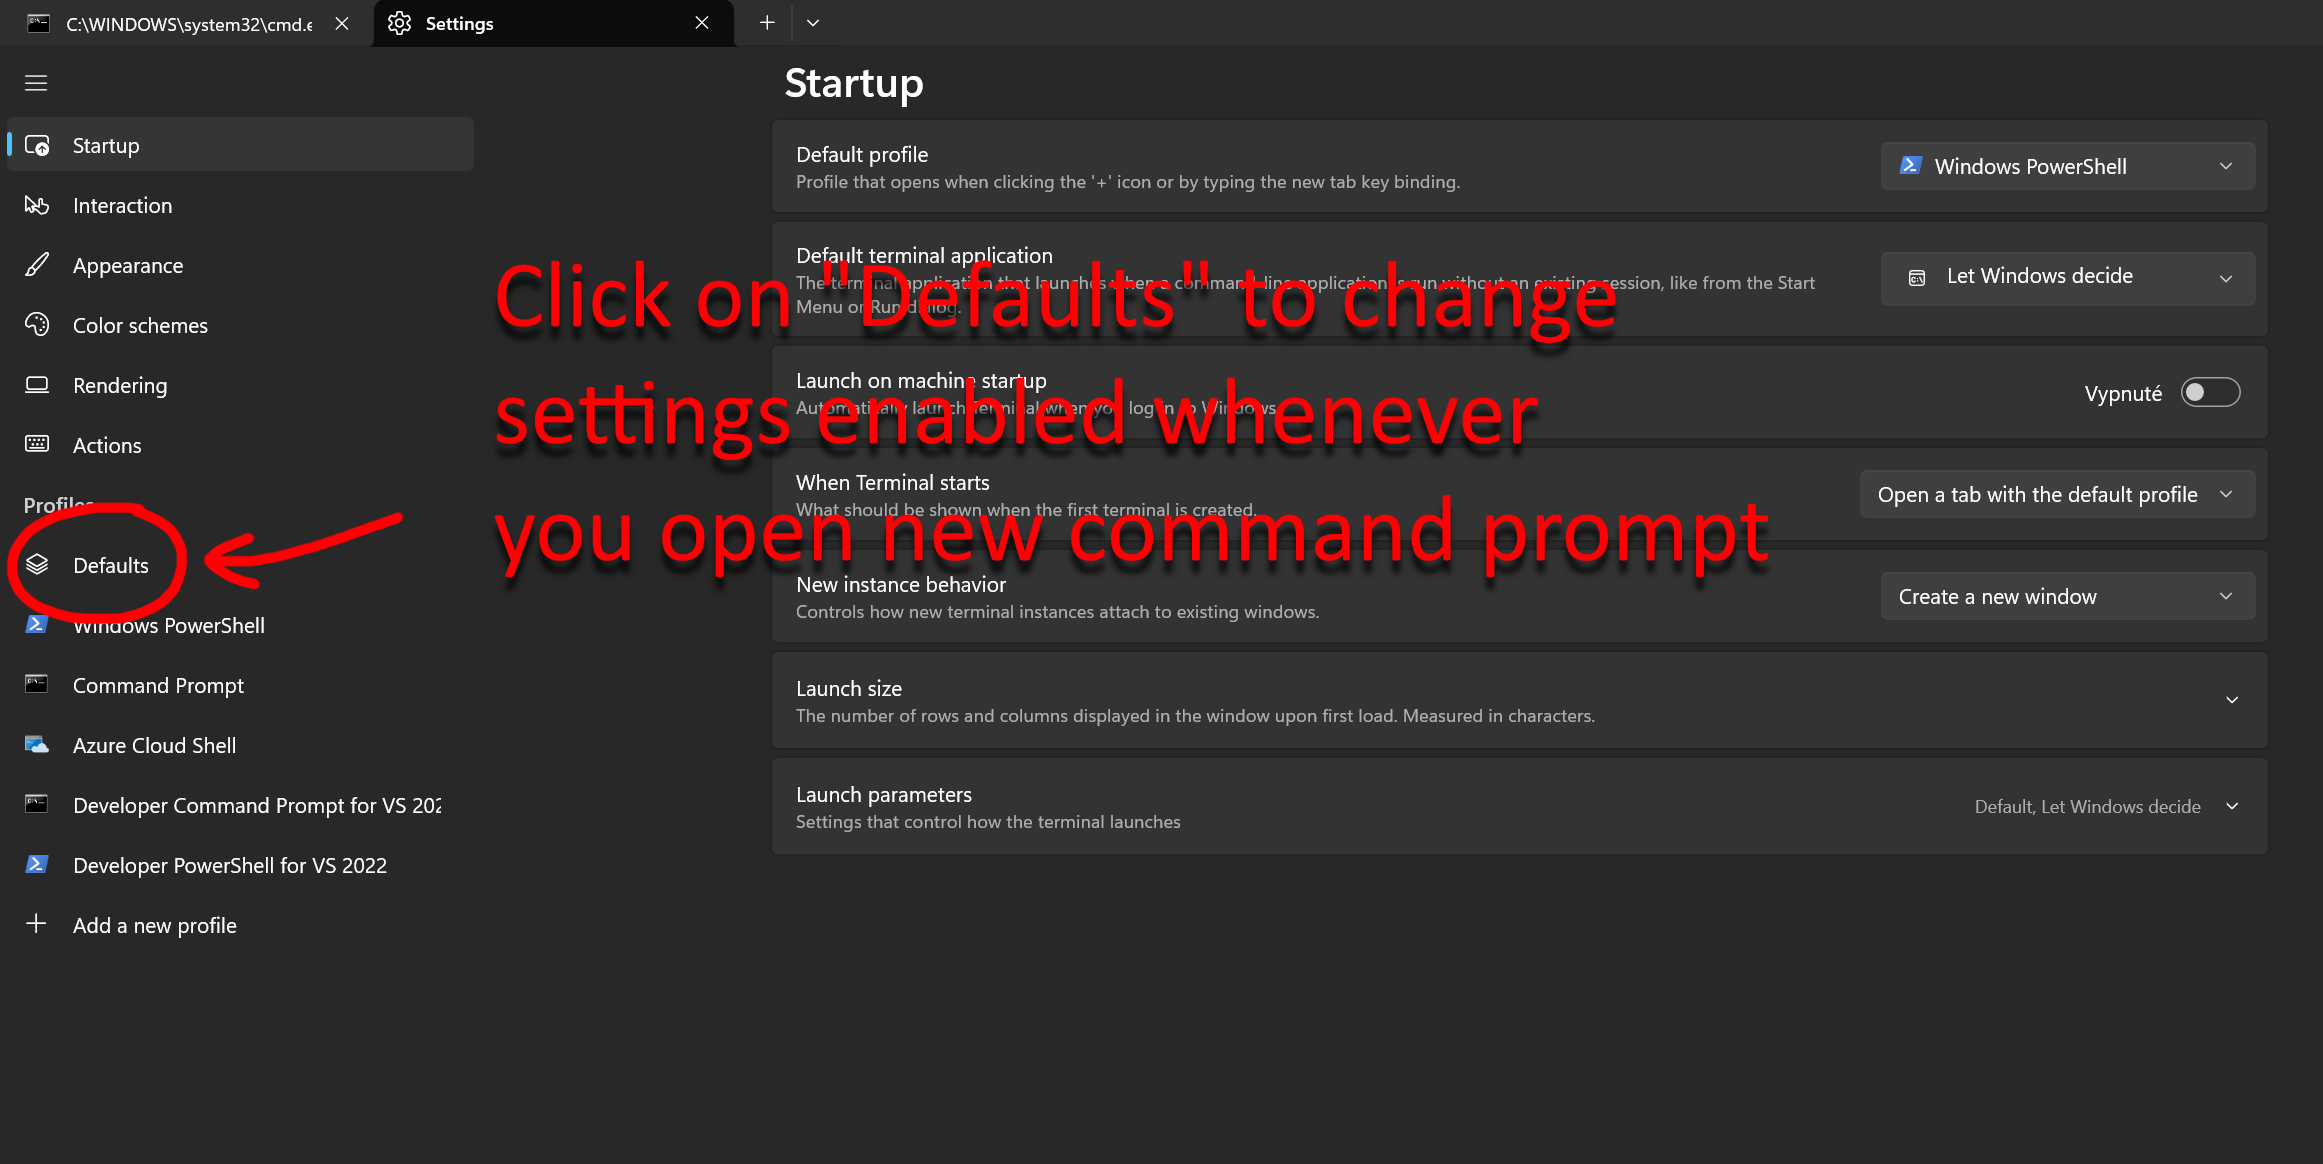 C:\WINDOWS\system32\cmd.e
Settings
Startup
Interaction
Appearance
Color schemes
Rendering
Actions
Profiles
Defaults
Windows PowerShell
Command Prompt
Azure Cloud Shell
Developer Command Prompt for VS 202
Developer PowerShell for VS 2022
Add a new profile
Startup
Default profile
Profile that opens when clicking the '+' icon or by typing the new tab key binding.
Windows PowerShell
Default terminal application
The terminal application that launches when a command-line application is run without an existing session, like from the Start
Menu or Run dialog.
Let Windows decide
Launch on machine startup
Automatically launch Terminal when you log in to Windows.
Vypnuté
When Terminal starts
What should be shown when the first terminal is created.
Open a tab with the default profile
New instance behavior
Controls how new terminal instances attach to existing windows.
Create a new window
Launch size
The number of rows and columns displayed in the window upon first load. Measured in characters.
Launch parameters
Settings that control how the terminal launches
Default, Let Windows decide
Click on "Defaults" to change
settings enabled whenever
you open new command prompt